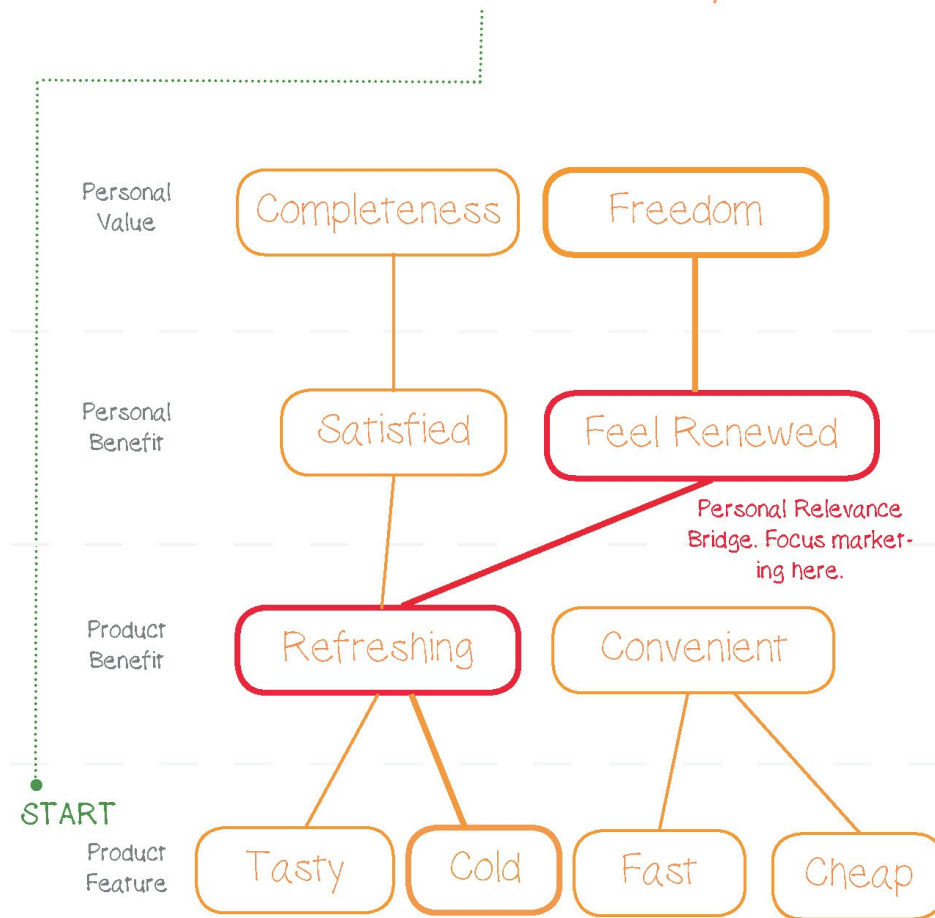 Personal
Value
Completeness
Freedom
Personal
Benefit
Satisfied
Feel Renewed
Personal Relevance
Bridge. Focus market-
ing here.
Product
Benefit
Refreshing
Convenient
START
Product
Feature
Tasty
Cold
Fast
Cheap